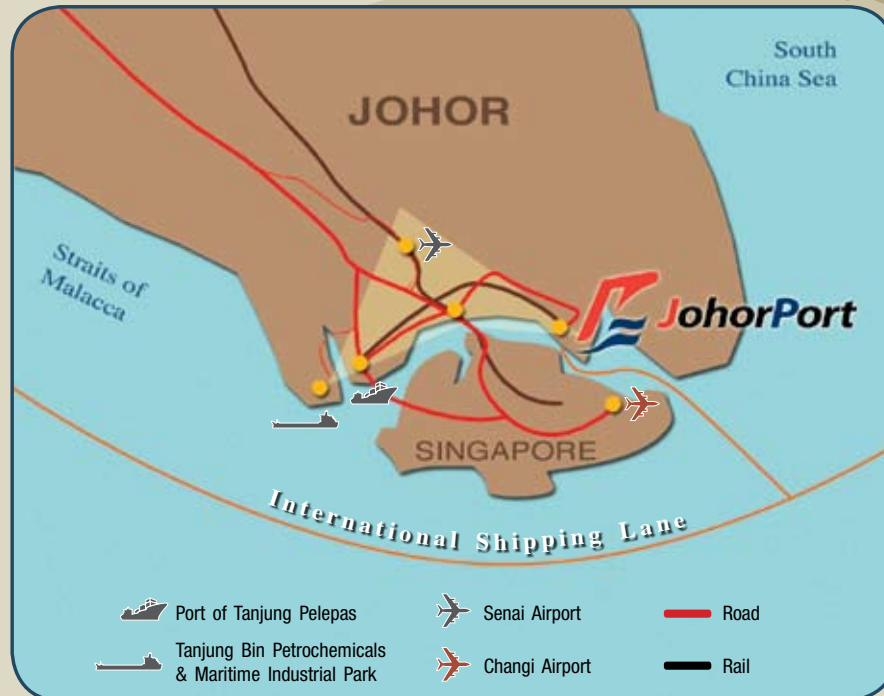 South
China Sea
JOHOR
Straits of
Malacca
JohorPort
SINGAPORE
International Shipping Lane
Port of Tanjung Pelepas
Senai Airport
Road
Tanjung Bin Petrochemicals
& Maritime Industrial Park
Changi Airport
Rail